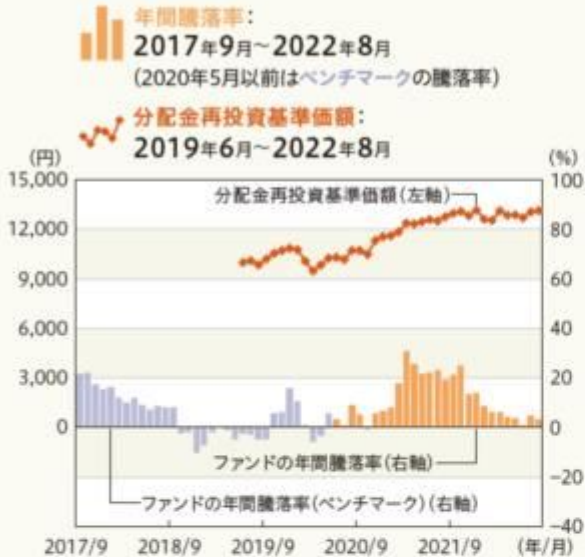 年間騰落率:
2017年9月〜2022年8月
(2020年5月以前はベンチマークの騰落率)
分配金再投資基準価額:
2019年6月〜2022年8月
(円)
(%)
15,000
100
分配金再投資基準価額(左軸)
12,000
80
9,000
60
6,000
40
3,000
20
0
0
ファンドの年間騰落率(右軸)
-20
ファンドの年間騰落率(ベンチマーク)(右軸)
-40
2017/9
2018/9
2019/9
2020/9
2021/9
(年/月)